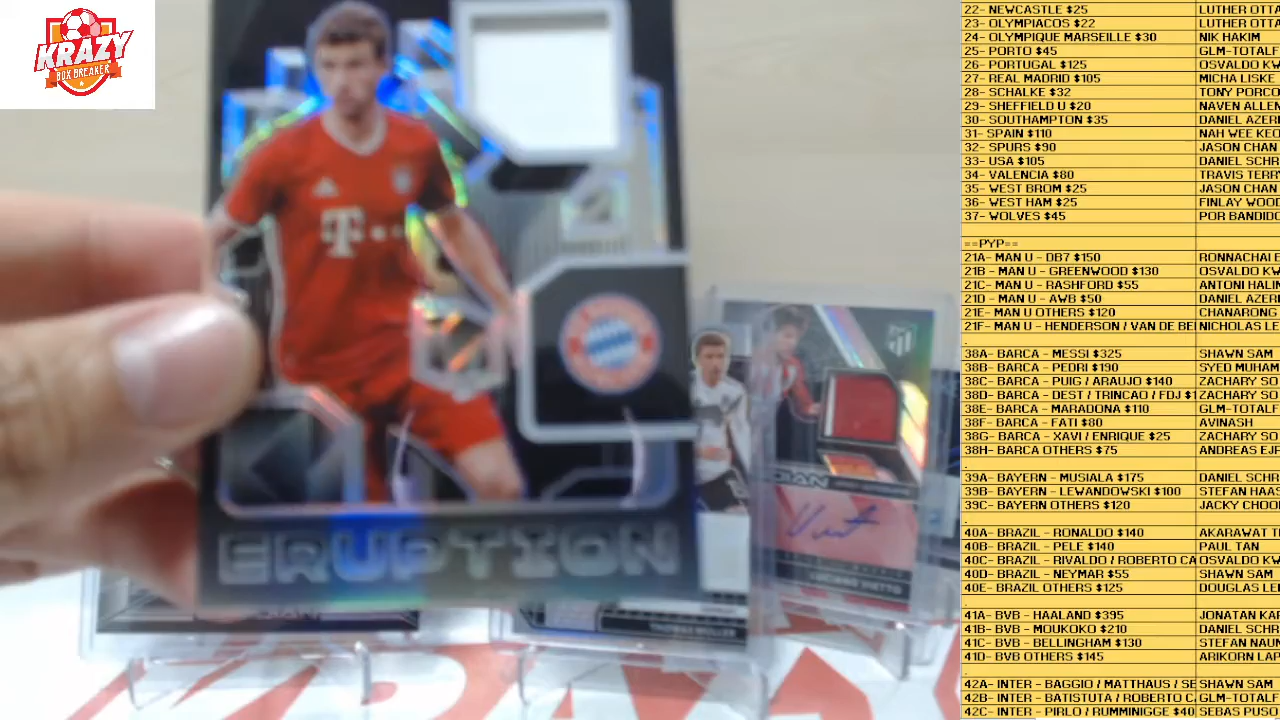 KRAZY
BOX BREAKER
T
ERUPTION
LUCIANO VIETTO
22- NEWCASTLE $25 LUTHER OTTA
23- OLYMPIACOS $22 LUTHER OTTA
24- OLYMPIQUE MARSEILLE $30 NIK HAKIM
25- PORTO $45 GLM-TOTALF
26- PORTUGAL $125 OSVALDO KW
27- REAL MADRID $105 MICHA LISKE
28- SCHALKE $32 TONY PORCO
29- SHEFFIELD U $20 NAVEN ALLEN
30- SOUTHAMPTON $35 DANIEL AZER
31- SPAIN $110 NAH WEE KEO
32- SPURS $90 JASON CHAN
33- USA $105 DANIEL SCHR
34- VALENCIA $80 TRAVIS TERR
35- WEST BROM $25 JASON CHAN
36- WEST HAM $25 FINLAY WOOD
37- WOLVES $45 POR BANDIDO
==PYP==
21A- MAN U - DB7 $150 RONNACHAI E
21B - MAN U - GREENWOOD $130 OSVALDO KW
21C- MAN U - RASHFORD $55 ANTONI HALIN
21D - MAN U - AWB $50 DANIEL AZER
21E- MAN U OTHERS $120 CHANARONG
21F- MAN U - HENDERSON / VAN DE BE NICHOLAS LE
.
38A- BARCA - MESSI $325 SHAWN SAM
38B- BARCA - PEDRI $190 SYED MUHAM
38C- BARCA - PUIG / ARAUJO $140 ZACHARY SO
38D- BARCA - DEST / TRINCAO / FDJ $1 ZACHARY SO
38E- BARCA - MARADONA $110 GLM-TOTALF
38F- BARCA - FATI $80 AVINASH
38G- BARCA - XAVI / ENRIQUE $25 ZACHARY SO
38H- BARCA OTHERS $75 ANDREAS EJF
.
39A- BAYERN - MUSIALA $175 DANIEL SCHR
39B- BAYERN - LEWANDOWSKI $100 STEFAN HAAS
39C- BAYERN OTHERS $120 JACKY CHOO
.
40A- BRAZIL - RONALDO $140 AKARAWAT T
40B- BRAZIL - PELE $140 PAUL TAN
40C- BRAZIL - RIVALDO / ROBERTO CA OSVALDO KW
40D- BRAZIL - NEYMAR $55 SHAWN SAM
40E- BRAZIL OTHERS $125 DOUGLAS LE
.
41A- BVB - HAALAND $395 JONATAN KAR
41B- BVB - MOUKOKO $210 DANIEL SCHR
41C- BVB - BELLINGHAM $130 STEFAN NAUN
41D- BVB OTHERS $145 ARIKORN LAP
.
42A- INTER - BAGGIO / MATTHAUS / SE SHAWN SAM
42B- INTER - BATISTUTA / ROBERTO C. GLM-TOTALF
42C- INTER - PIRLO / RUMMINIGGE $40 SEBAS PUSO